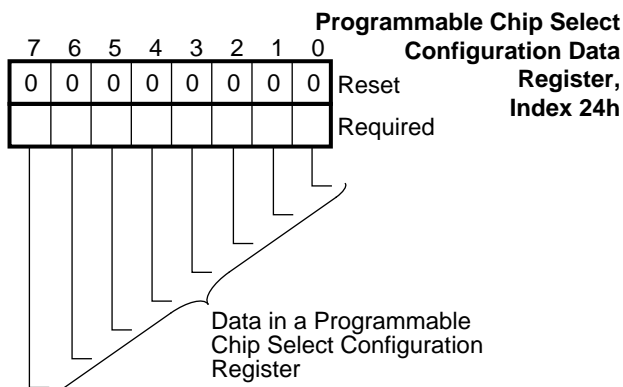 Programmable Chip Select
Configuration Data
Register,
Index 24h
7 6 5 4 3 2 1 0
0 0 0 0 0 0 0 0 Reset
Required
Data in a Programmable
Chip Select Configuration
Register